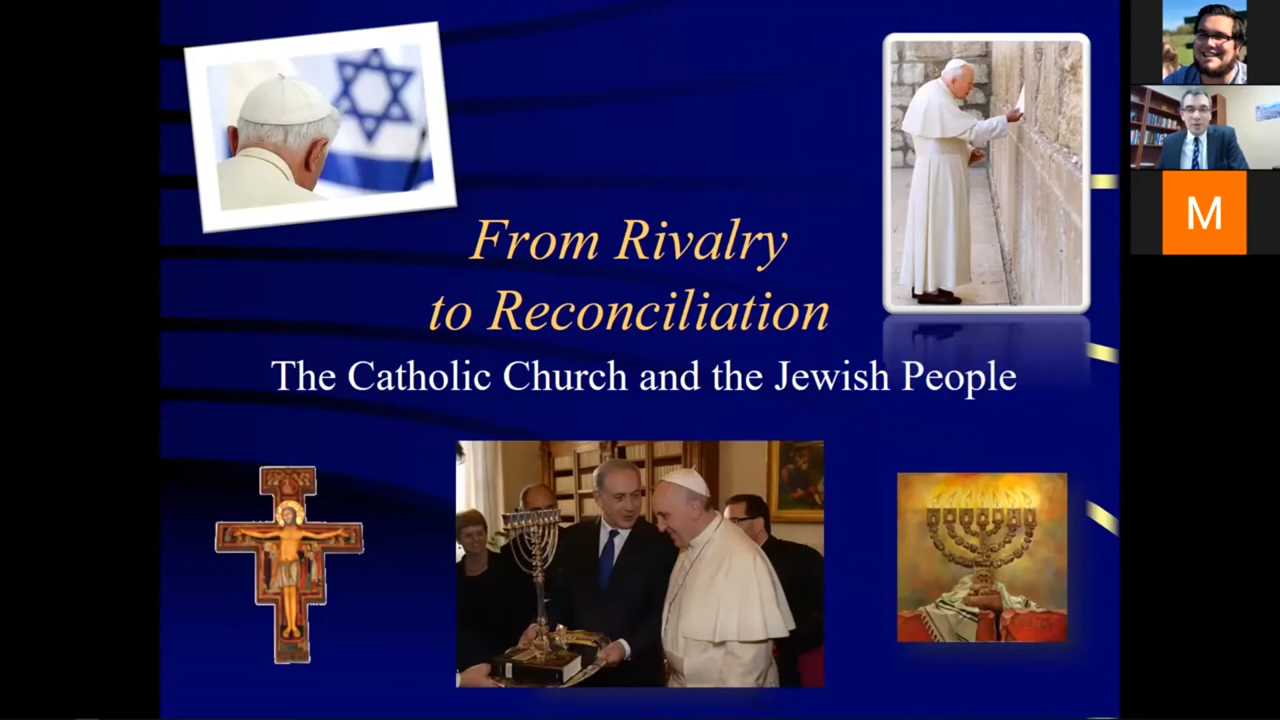 From Rivalry
to Reconciliation
The Catholic Church and the Jewish People
M